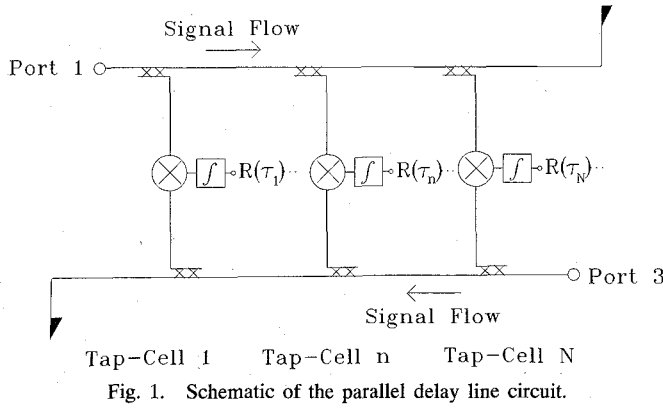 Signal Flow
Port 1
∫ R(τ₁)·· ∫ R(τₙ)·· ∫ R(τ_N)··
Port 3
Signal Flow
Tap-Cell 1 Tap-Cell n Tap-Cell N
Fig. 1. Schematic of the parallel delay line circuit.